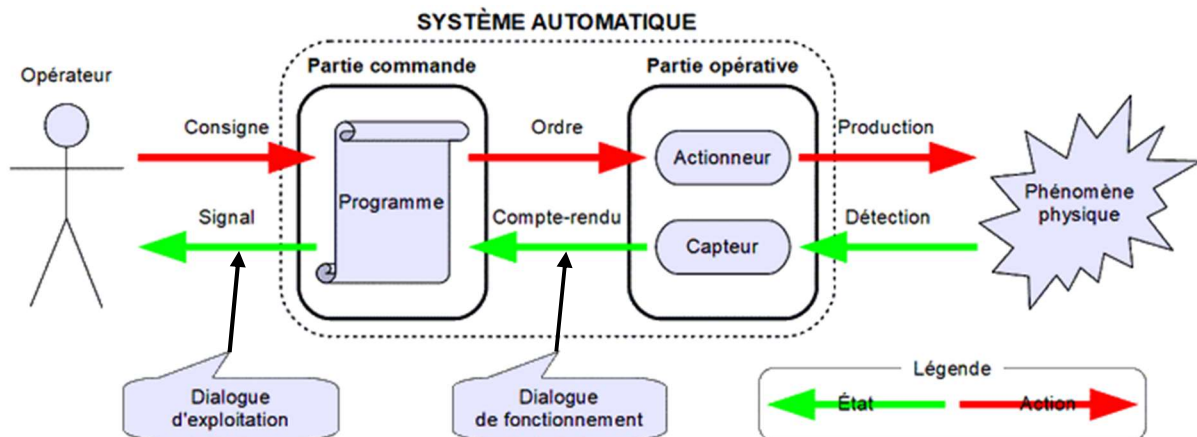 SYSTÈME AUTOMATIQUE
Opérateur
Partie commande
Partie opérative
Consigne
Ordre
Production
Programme
Actionneur
Phénomène
physique
Signal
Compte-rendu
Capteur
Détection
Dialogue
d'exploitation
Dialogue
de fonctionnement
Légende
État
Action